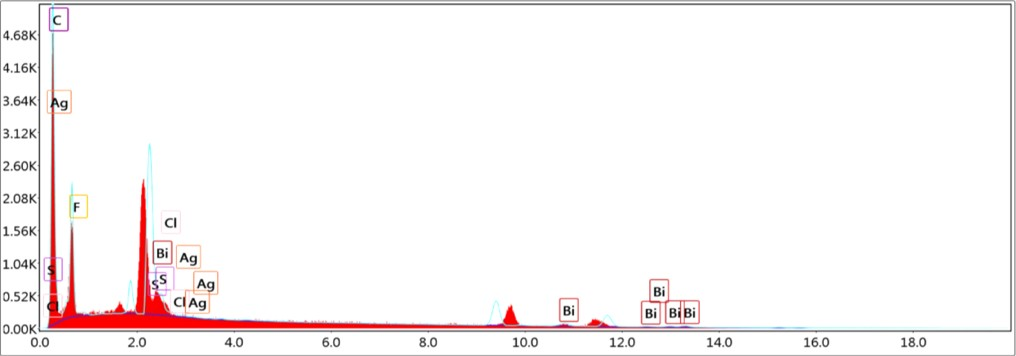 C
4.68K
4.16K
3.64K
Ag
3.12K
2.60K
2.08K
F
1.56K
Cl
Bi
Ag
1.04K
S
S
S
Ag
Bi
0.52K
Cl
Cl
Ag
Bi
Bi
Bi
Bi
0.00K
0.0 2.0 4.0 6.0 8.0 10.0 12.0 14.0 16.0 18.0